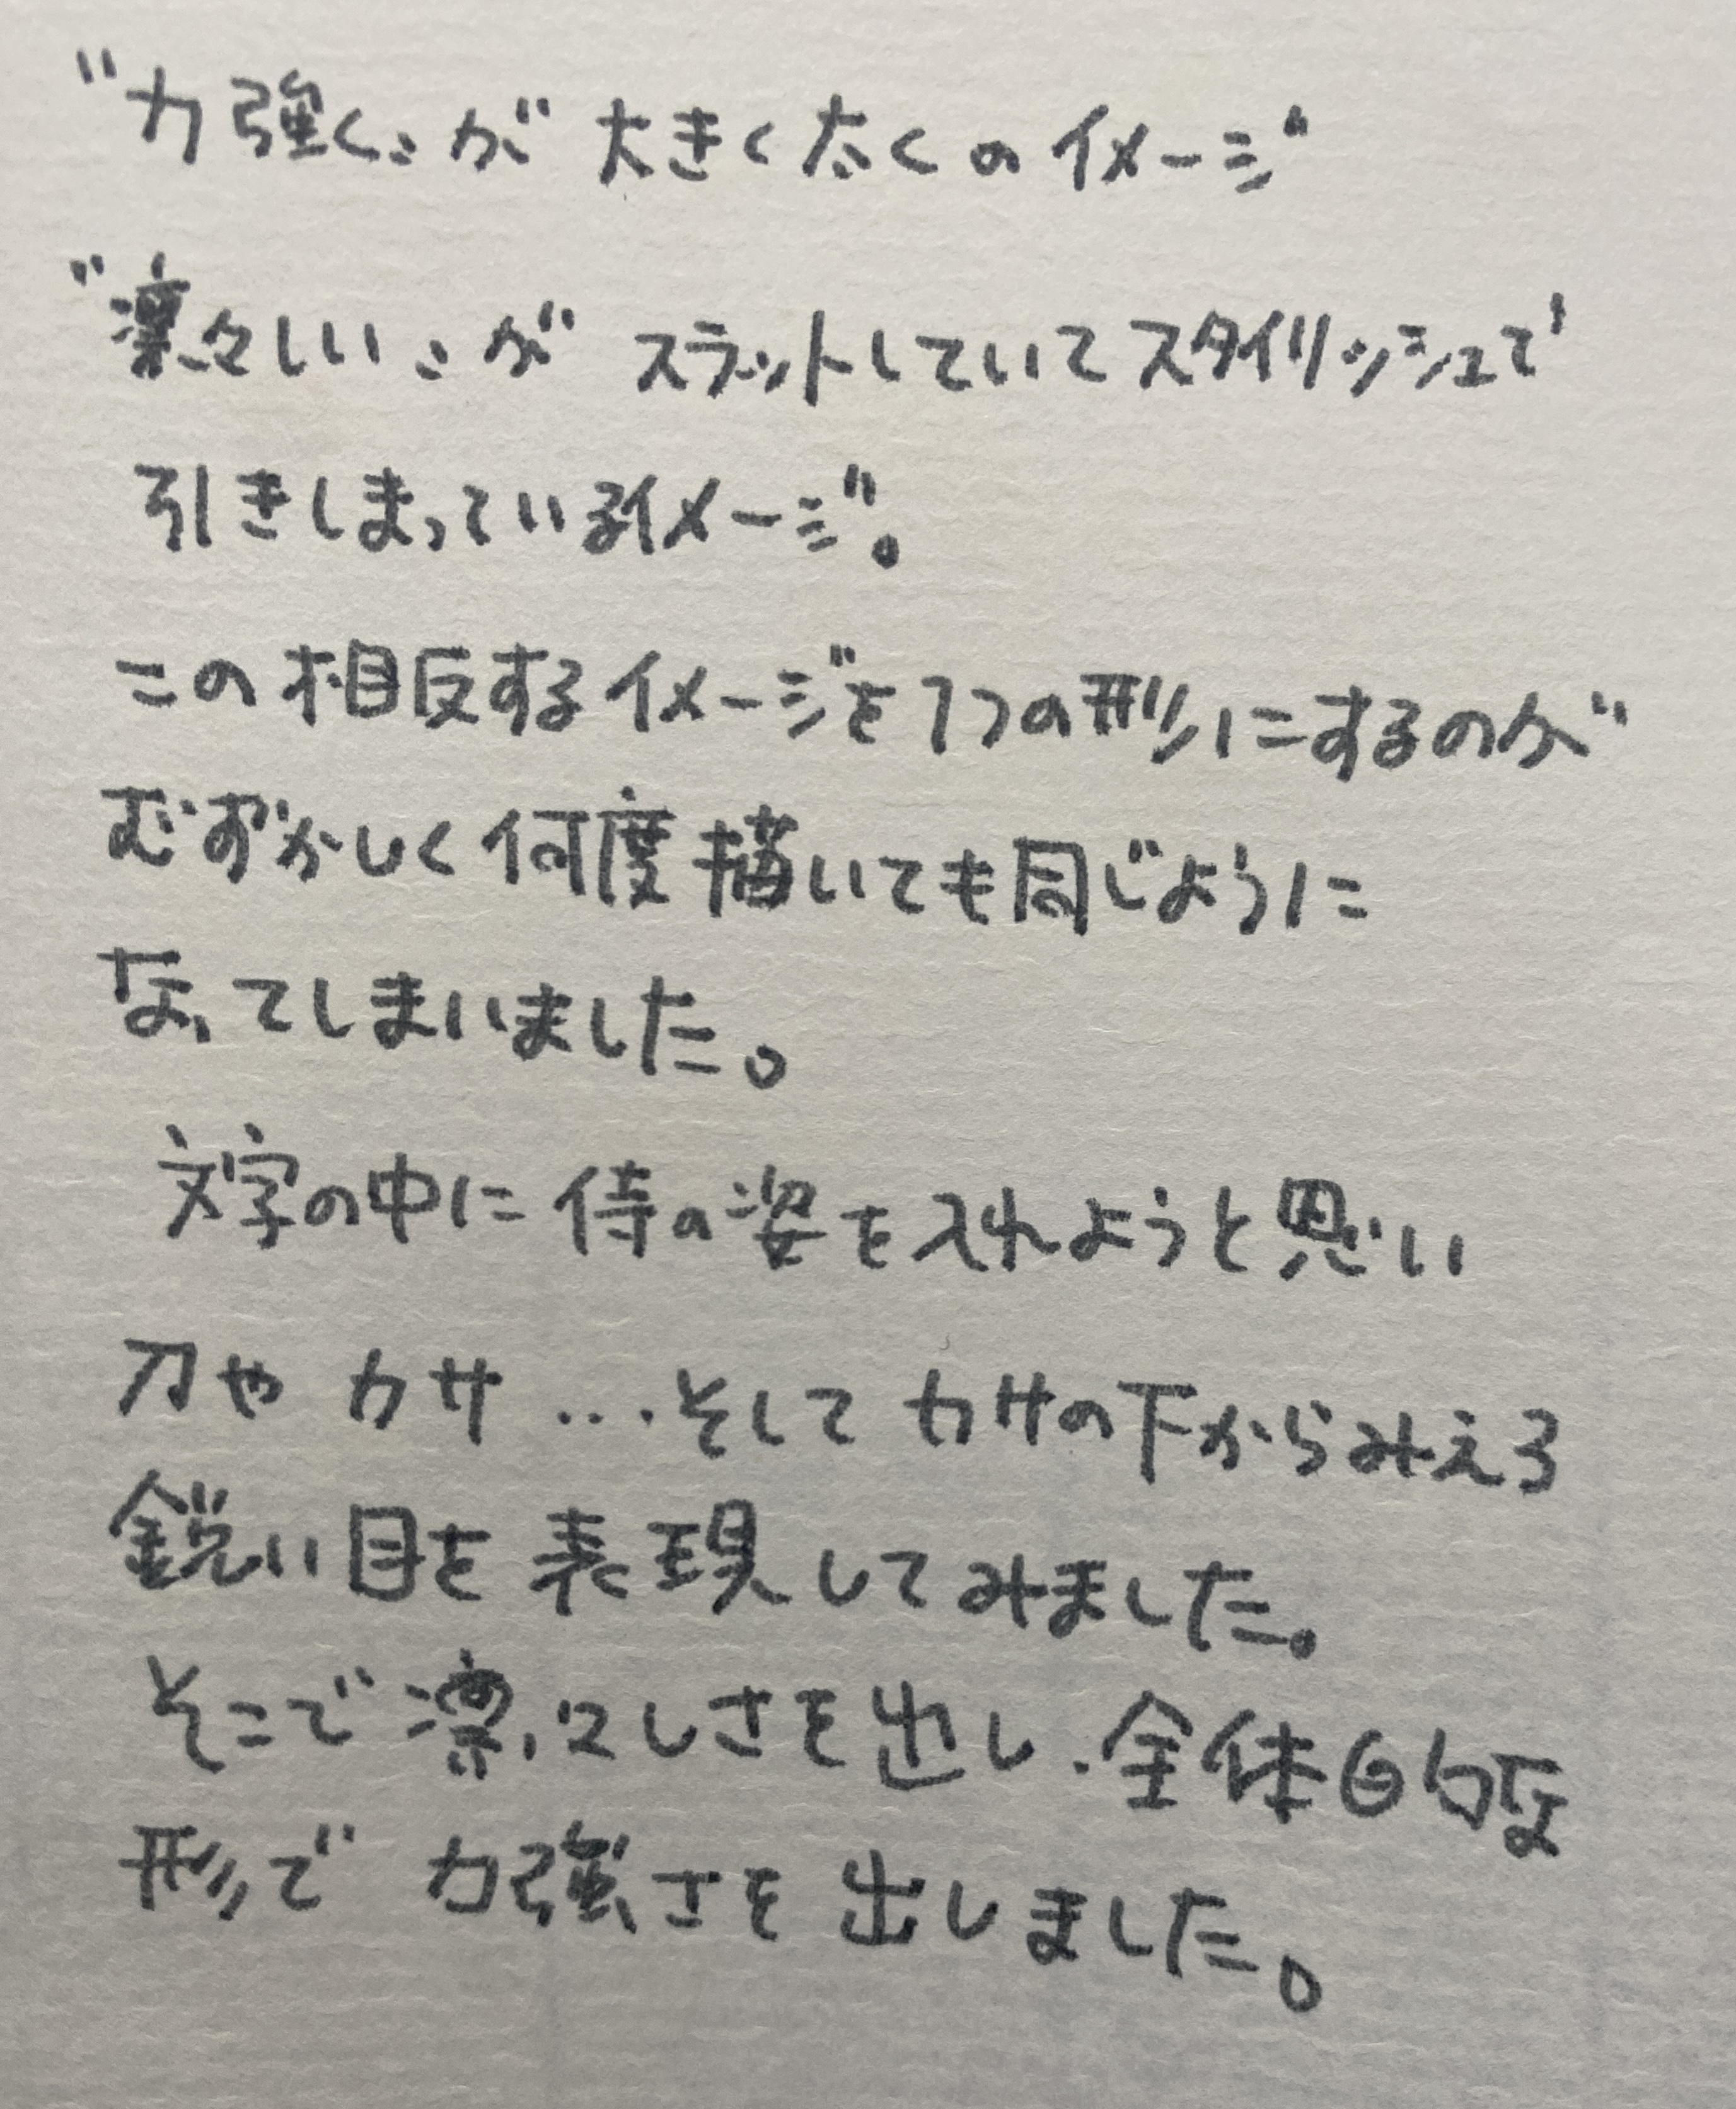 "力強く〟が 大きく太くのイメージ
"凛々しい〟が スラットしていてスタイリッシュで
引きしまっているイメージ。
この相反するイメージを1つの形にするのが
むずかしく何度描いても同じように
なってしまいました。
文字の中に侍の姿を入れようと思い
刀や カサ …そして カサの下からみえる
鋭い目を表現してみました。
そこで凛々しさを出し、全体的な
形で 力強さを出しました。